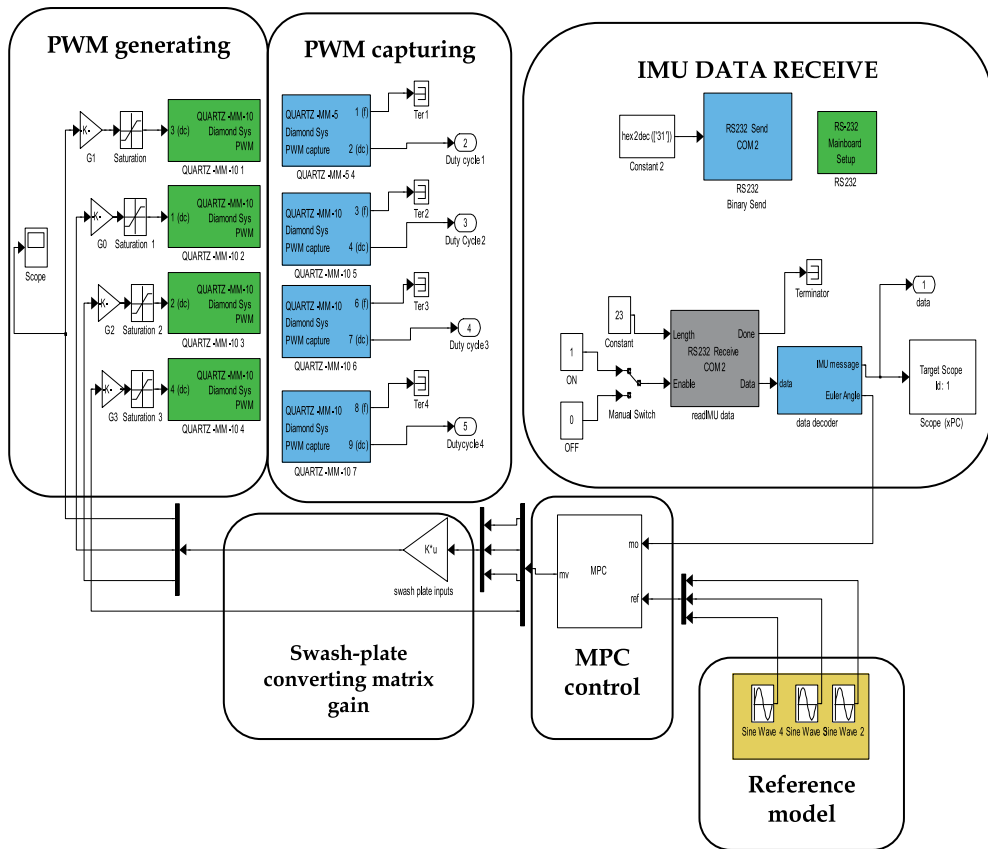 PWM generating
K-
G1
Saturation
3 (dc)
QUARTZ -MM-10
Diamond Sys
PWM
QUARTZ -MM-10 1
K-
G0
Saturation 1
1 (dc)
QUARTZ -MM-10
Diamond Sys
PWM
QUARTZ -MM-10 2
Scope
K-
G2
Saturation 2
2 (dc)
QUARTZ -MM-10
Diamond Sys
PWM
QUARTZ -MM-10 3
K-
G3
Saturation 3
4 (dc)
QUARTZ -MM-10
Diamond Sys
PWM
QUARTZ -MM-10 4
PWM capturing
QUARTZ -MM-5
Diamond Sys
PWM capture
1 (f)
2 (dc)
QUARTZ -MM-5 4
Ter1
2
Duty cycle 1
QUARTZ -MM-10
Diamond Sys
PWM capture
3 (f)
4 (dc)
QUARTZ -MM-10 5
Ter2
3
Duty Cycle 2
QUARTZ -MM-10
Diamond Sys
PWM capture
6 (f)
7 (dc)
QUARTZ -MM-10 6
Ter3
4
Duty cycle 3
QUARTZ -MM-10
Diamond Sys
PWM capture
8 (f)
9 (dc)
QUARTZ -MM-10 7
Ter4
5
Dutycycle 4
IMU DATA RECEIVE
hex2dec (['31'])
Constant 2
RS232 Send
COM 2
RS232
Binary Send
RS-232
Mainboard
Setup
RS232
23
Constant
1
ON
0
OFF
Manual Switch
Length
Enable
RS232 Receive
COM 2
Done
Data
readIMU data
Terminator
data
IMU message
Euler Angle
data decoder
1
data
Target Scope
Id: 1
Scope (xPC)
K*u
swash plate inputs
Swash-plate
converting matrix
gain
mv
MPC
mo
ref
MPC
control
Sine Wave 4
Sine Wave 3
Sine Wave 2
Reference
model